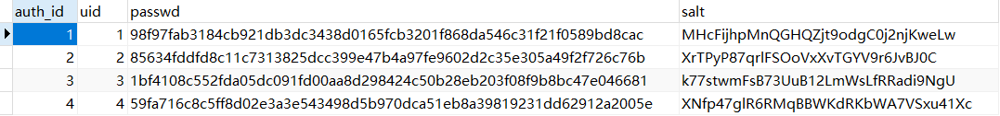 auth_id uid passwd salt
1 1 98f97fab3184cb921db3dc3438d0165fcb3201f868da546c31f21f0589bd8cac MHcFijhpMnQGHQZjt9odgC0j2njKweLw
2 2 85634fddfd8c11c7313825dcc399e47b4a97fe9602d2c35e305a49f2f726c76b XrTPyP87qrlFSOoVxXvTGYV9r6JvBJ0C
3 3 1bf4108c552fda05dc091fd00aa8d298424c50b28eb203f08f9b8bc47e046681 k77stwmFsB73UuB12LmWsLfRRadi9NgU
4 4 59fa716c8c5ff8d02e3a3e543498d5b970dca51eb8a39819231dd62912a2005e XNfp47glR6RMqBBWKdRKbWA7VSxu41Xc